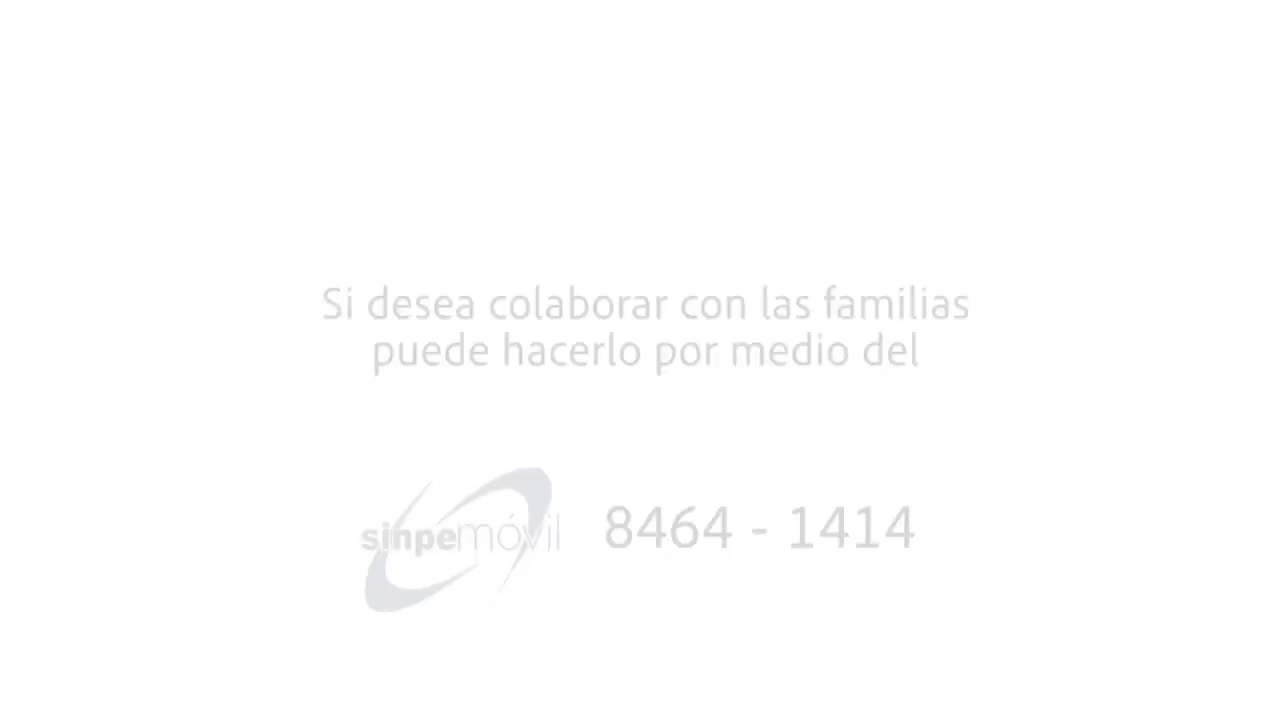 Si desea colaborar con las familias
puede hacerlo por medio del
sinpemóvil 8464 - 1414